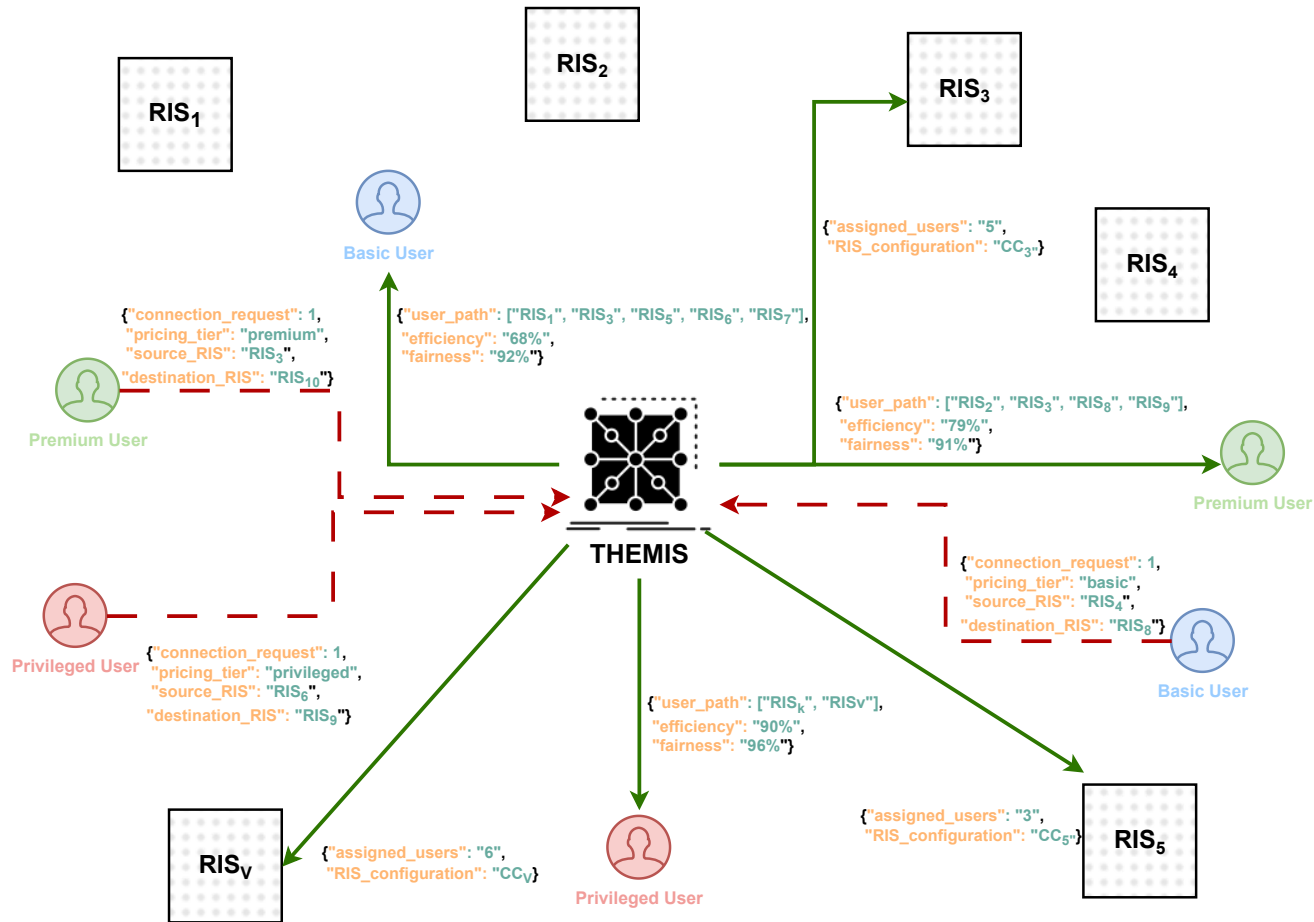 RIS₁
RIS₂
RIS₃
RIS₄
Basic User
{"assigned_users": "5",
"RIS_configuration": "CC₃"}
{"connection_request": 1,
"pricing_tier": "premium",
"source_RIS": "RIS₃",
"destination_RIS": "RIS₁₀"}
Premium User
{"user_path": ["RIS₁", "RIS₃", "RIS₅", "RIS₆", "RIS₇"],
"efficiency": "68%",
"fairness": "92%"}
{"user_path": ["RIS₂", "RIS₃", "RIS₈", "RIS₉"],
"efficiency": "79%",
"fairness": "91%"}
Premium User
THEMIS
{"connection_request": 1,
"pricing_tier": "basic",
"source_RIS": "RIS₄",
"destination_RIS": "RIS₈"}
Basic User
Privileged User
{"connection_request": 1,
"pricing_tier": "privileged",
"source_RIS": "RIS₆",
"destination_RIS": "RIS₉"}
{"user_path": ["RISₖ", "RISv"],
"efficiency": "90%",
"fairness": "96%"}
RISᵥ
{"assigned_users": "6",
"RIS_configuration": "CCᵥ"}
Privileged User
{"assigned_users": "3",
"RIS_configuration": "CC₅"}
RIS₅